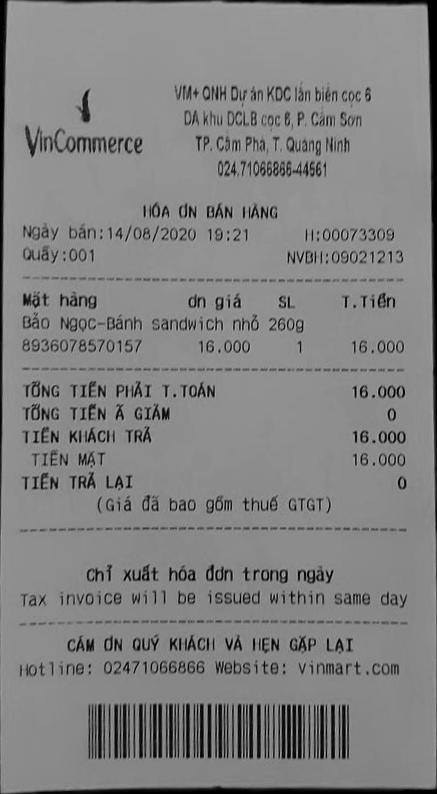 VinCommerce
VM+ QNH Dự án KDC lấn biển cọc 6
DA khu DCLB cọc 6, P. Cẩm Sơn
TP. Cẩm Phả, T. Quảng Ninh
024.71066866-44561
HÓA ƠN BÁN HÀNG
Ngày bán:14/08/2020 19:21 H:00073309
Quầy:001 NVBH:09021213
Mặt hàng ơn giá SL T.Tiền
Bảo Ngọc-Bánh sandwich nhỏ 260g
8936078570157 16.000 1 16.000
TỔNG TIỀN PHẢI T.TOÁN 16.000
TỔNG TIỀN Ã GIẢM 0
TIỀN KHÁCH TRẢ 16.000
TIỀN MẶT 16.000
TIỀN TRẢ LẠI 0
(Giá đã bao gồm thuế GTGT)
Chỉ xuất hóa đơn trong ngày
Tax invoice will be issued within same day
CẢM ƠN QUÝ KHÁCH VÀ HẸN GẶP LẠI
Hotline: 02471066866 Website: vinmart.com